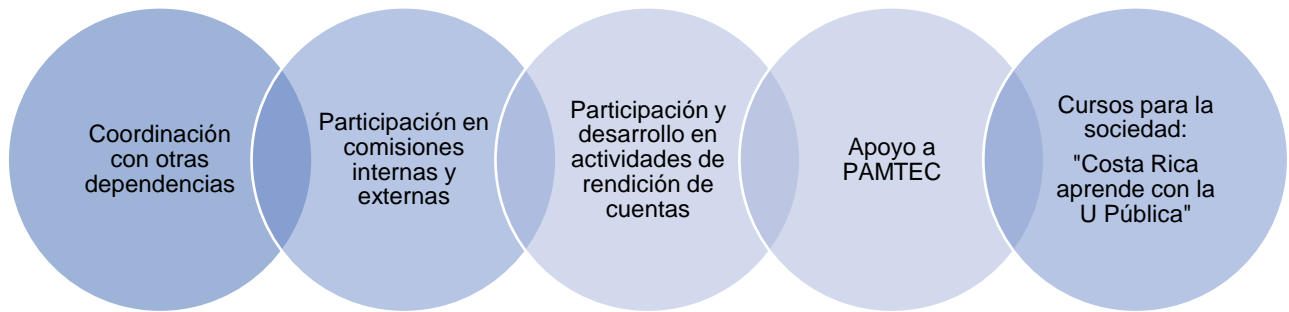 Coordinación
con otras
dependencias
Participación en
comisiones
internas y
externas
Participación y
desarrollo en
actividades de
rendición de
cuentas
Apoyo a
PAMTEC
Cursos para la
sociedad:
"Costa Rica
aprende con la
U Pública"